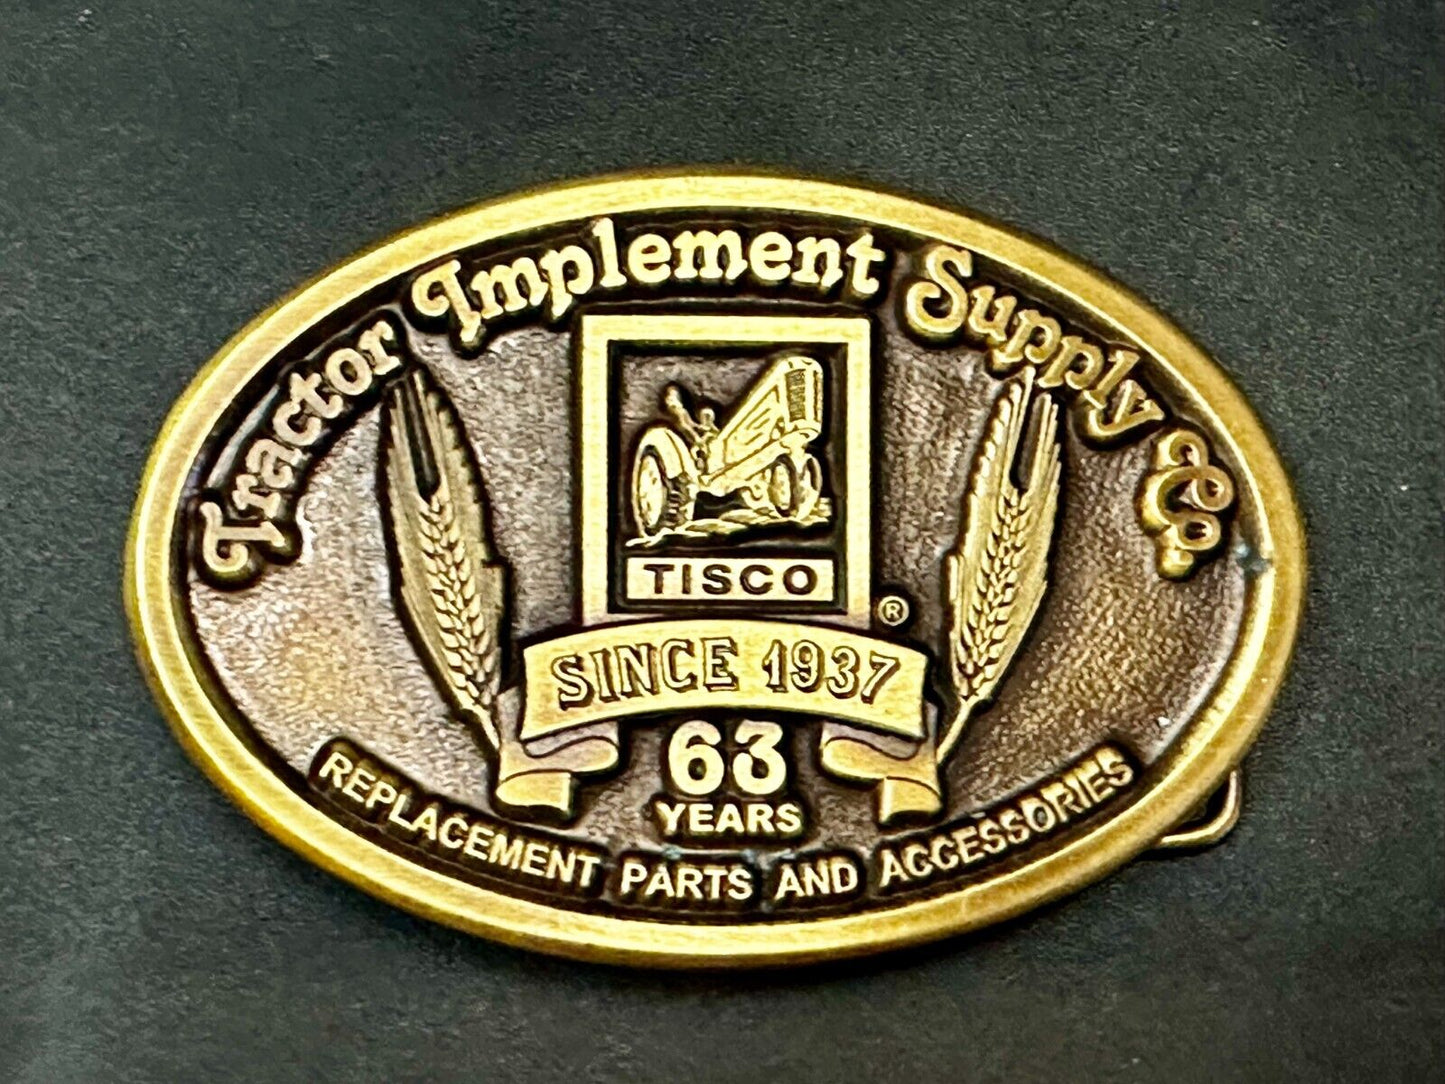 Tractor Implement Supply Co.
TISCO
®
SINCE 1937
63
YEARS
REPLACEMENT PARTS AND ACCESSORIES